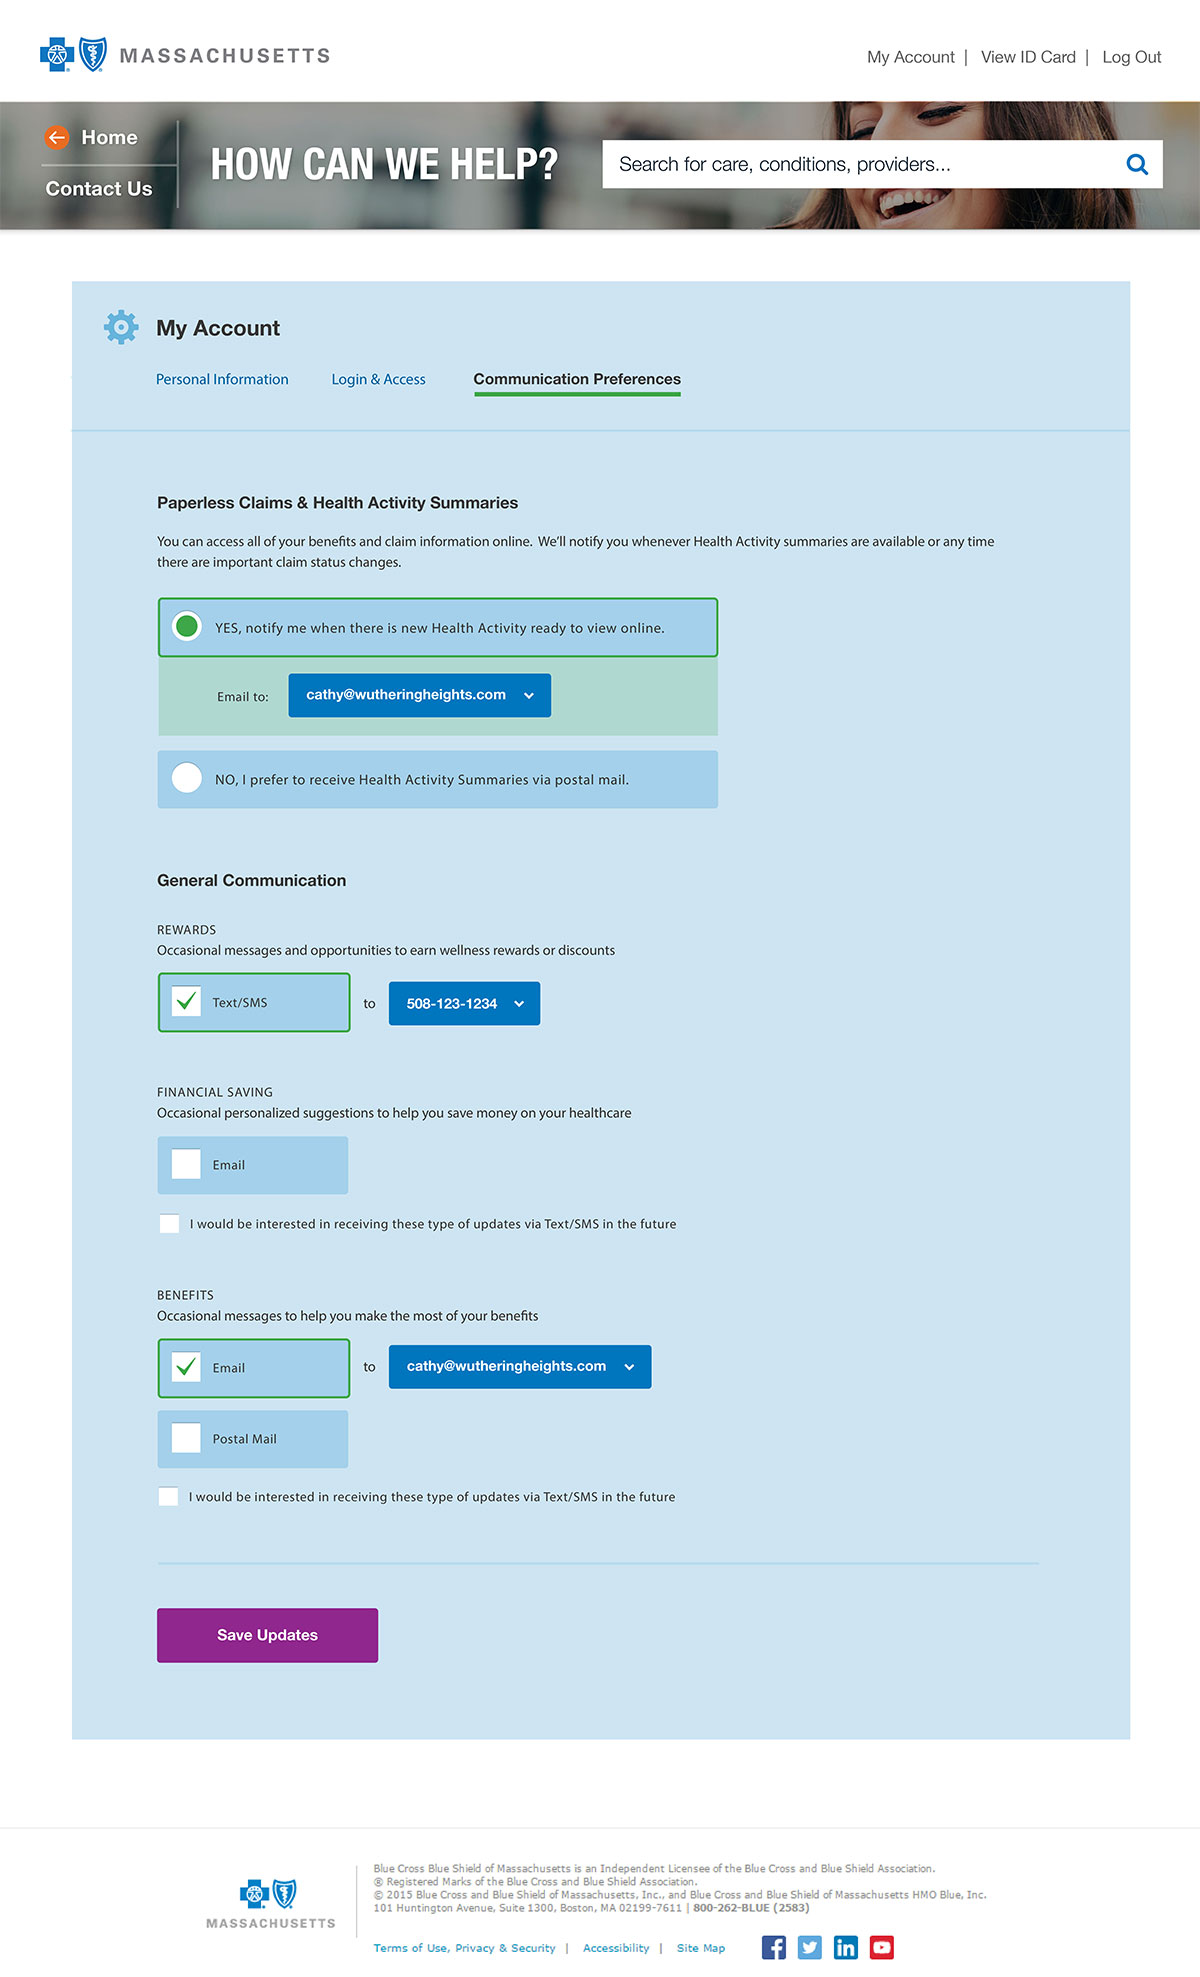 MASSACHUSETTS
My Account | View ID Card | Log Out
Home
Contact Us
HOW CAN WE HELP?
Search for care, conditions, providers...
My Account
Personal Information Login & Access Communication Preferences
Paperless Claims & Health Activity Summaries
You can access all of your benefits and claim information online. We'll notify you whenever Health Activity summaries are available or any time
there are important claim status changes.
YES, notify me when there is new Health Activity ready to view online.
Email to: cathy@wutheringheights.com
NO, I prefer to receive Health Activity Summaries via postal mail.
General Communication
REWARDS
Occasional messages and opportunities to earn wellness rewards or discounts
Text/SMS to 508-123-1234
FINANCIAL SAVING
Occasional personalized suggestions to help you save money on your healthcare
Email
I would be interested in receiving these type of updates via Text/SMS in the future
BENEFITS
Occasional messages to help you make the most of your benefits
Email to cathy@wutheringheights.com
Postal Mail
I would be interested in receiving these type of updates via Text/SMS in the future
Save Updates
MASSACHUSETTS
Blue Cross Blue Shield of Massachusetts is an Independent Licensee of the Blue Cross and Blue Shield Association.
® Registered Marks of the Blue Cross and Blue Shield Association.
© 2015 Blue Cross and Blue Shield of Massachusetts, Inc., and Blue Cross and Blue Shield of Massachusetts HMO Blue, Inc.
101 Huntington Avenue, Suite 1300, Boston, MA 02199-7611 | 800-262-BLUE (2583)
Terms of Use, Privacy & Security | Accessibility | Site Map